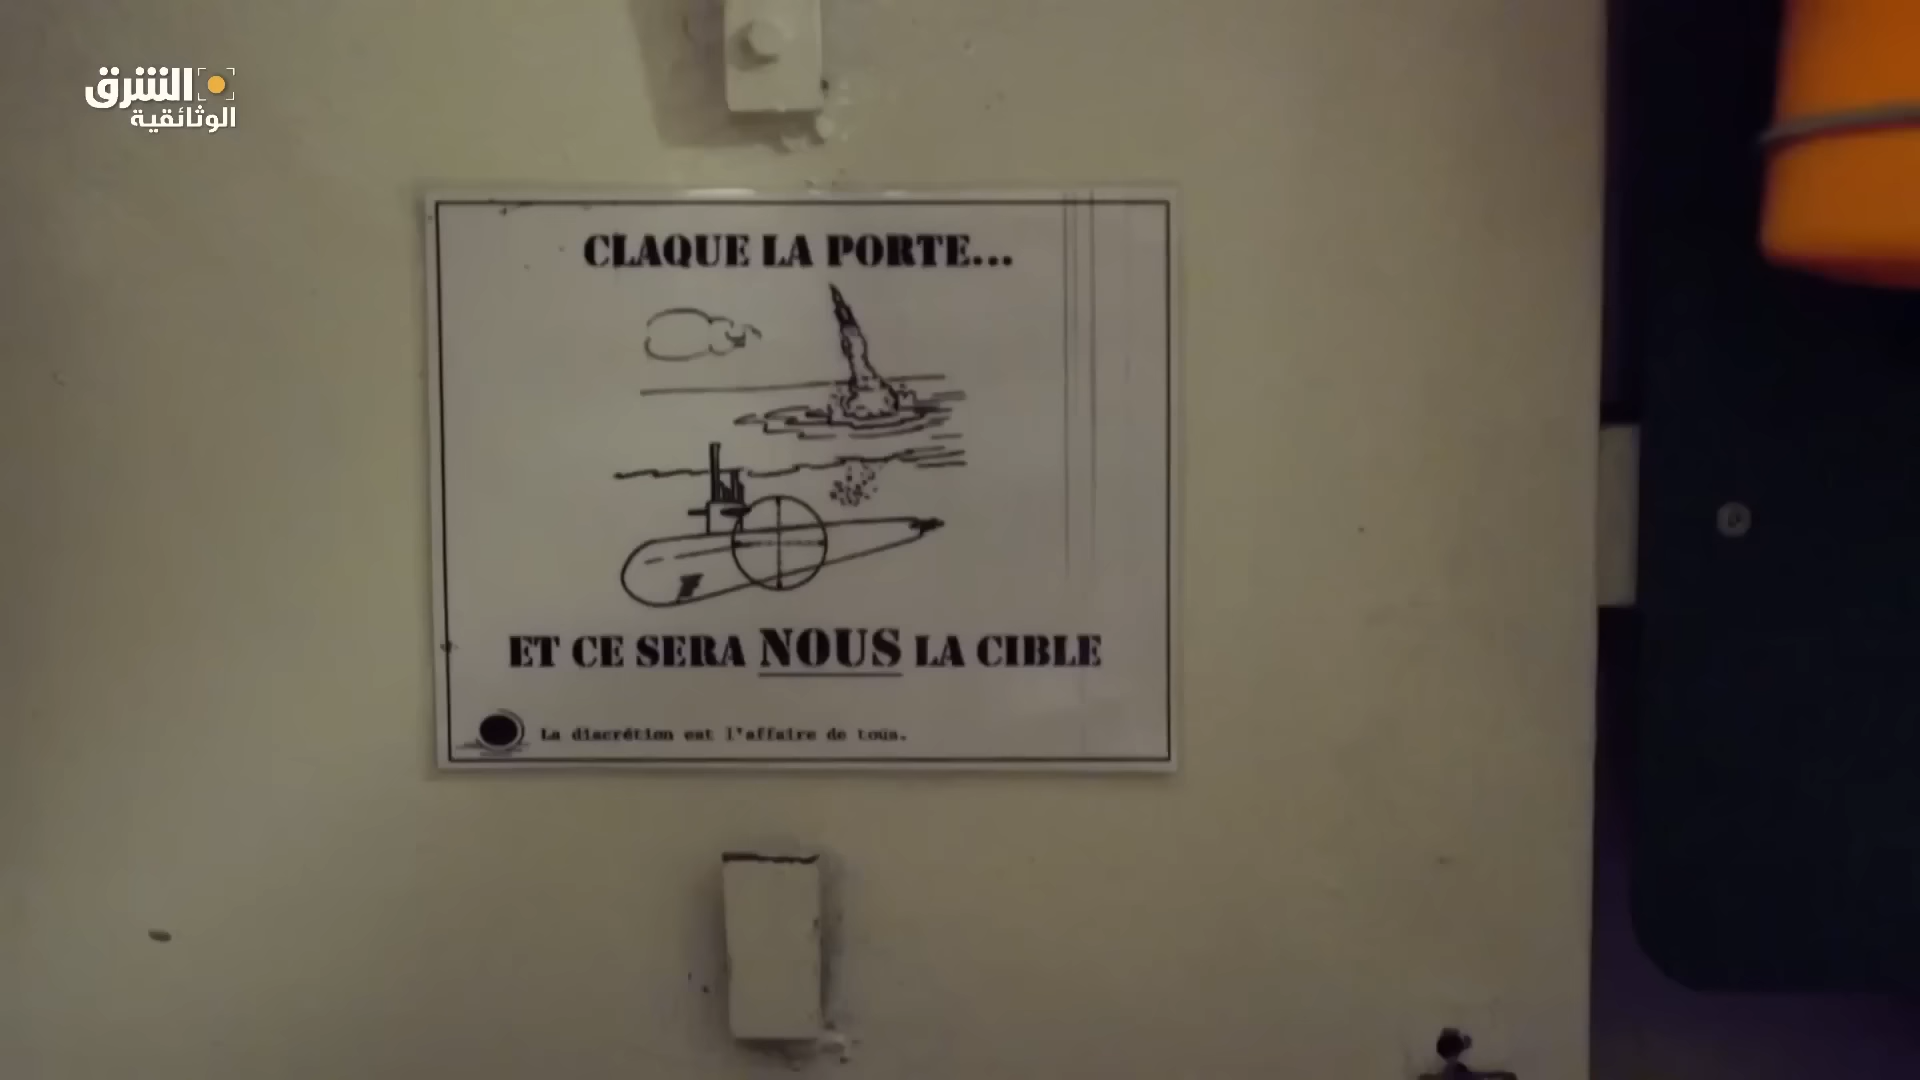 الشرق
الوثائقية
CLAQUE LA PORTE...
ET CE SERA NOUS LA CIBLE
La discrétion est l'affaire de tous.